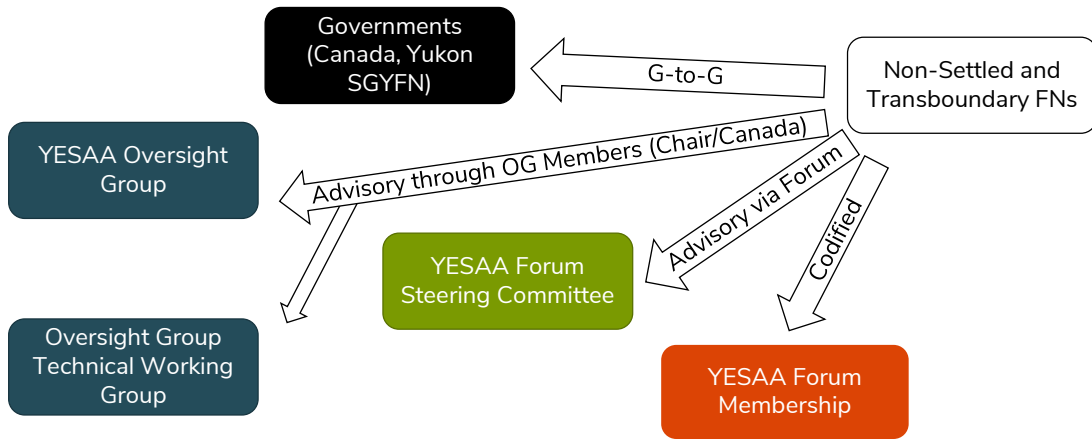 Governments
(Canada, Yukon
SGYFN)
G-to-G
Non-Settled and
Transboundary FNs
YESAA Oversight
Group
Advisory through OG Members (Chair/Canada)
Advisory via Forum
Codified
YESAA Forum
Steering Committee
Oversight Group
Technical Working
Group
YESAA Forum
Membership